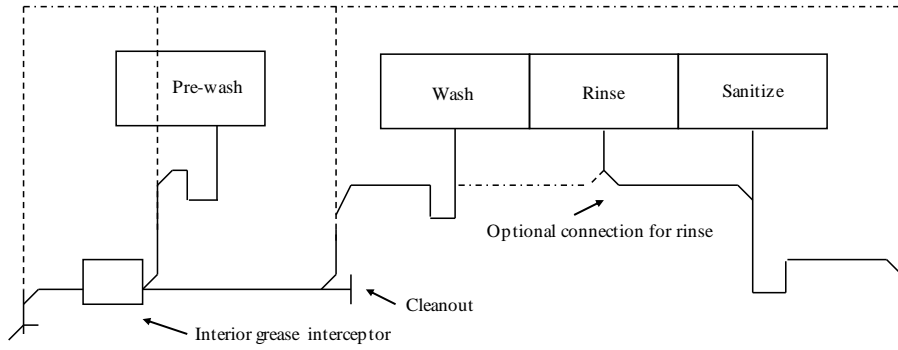 Pre-wash
Wash
Rinse
Sanitize
Optional connection for rinse
Cleanout
Interior grease interceptor